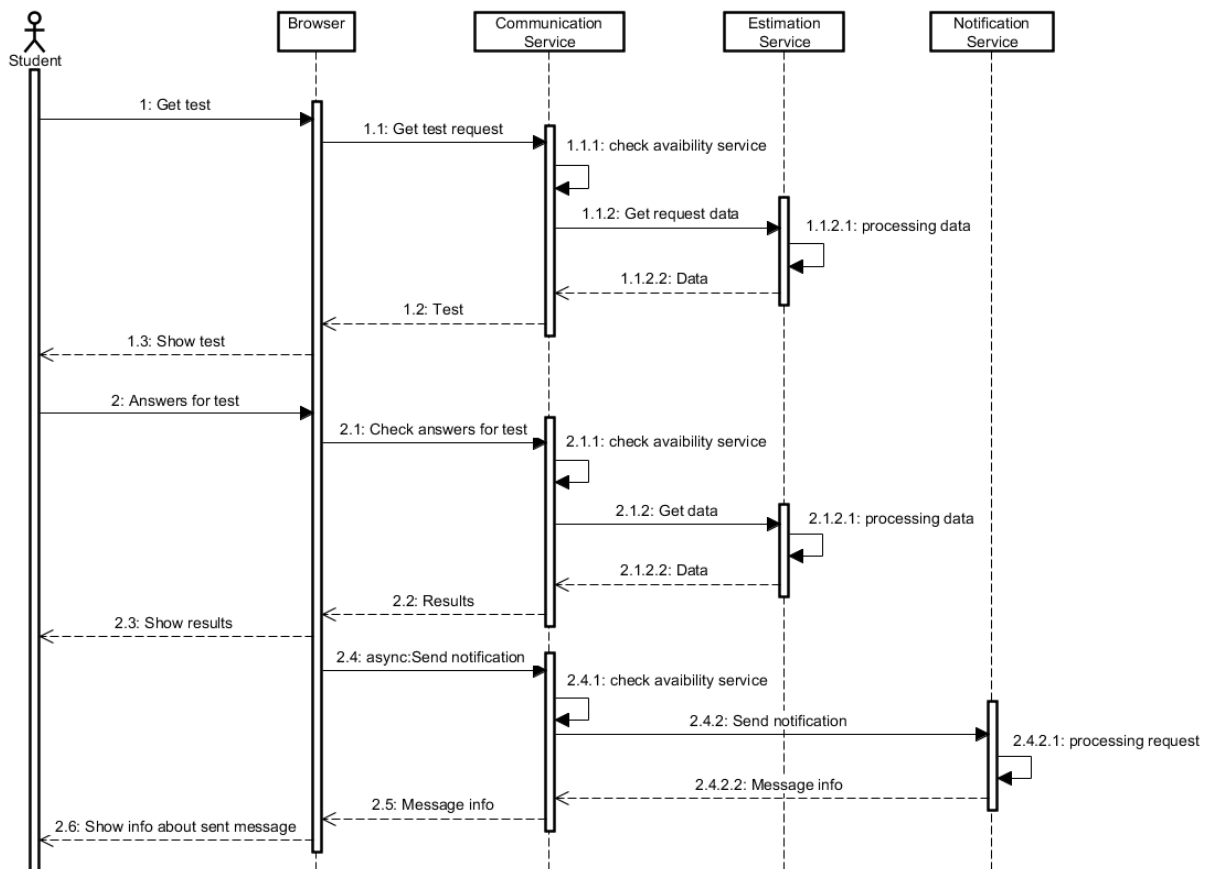 Student
Browser
Communication
Service
Estimation
Service
Notification
Service
1: Get test
1.1: Get test request
1.1.1: check avaibility service
1.1.2: Get request data
1.1.2.1: processing data
1.1.2.2: Data
1.2: Test
1.3: Show test
2: Answers for test
2.1: Check answers for test
2.1.1: check avaibility service
2.1.2: Get data
2.1.2.1: processing data
2.1.2.2: Data
2.2: Results
2.3: Show results
2.4: async:Send notification
2.4.1: check avaibility service
2.4.2: Send notification
2.4.2.1: processing request
2.4.2.2: Message info
2.5: Message info
2.6: Show info about sent message